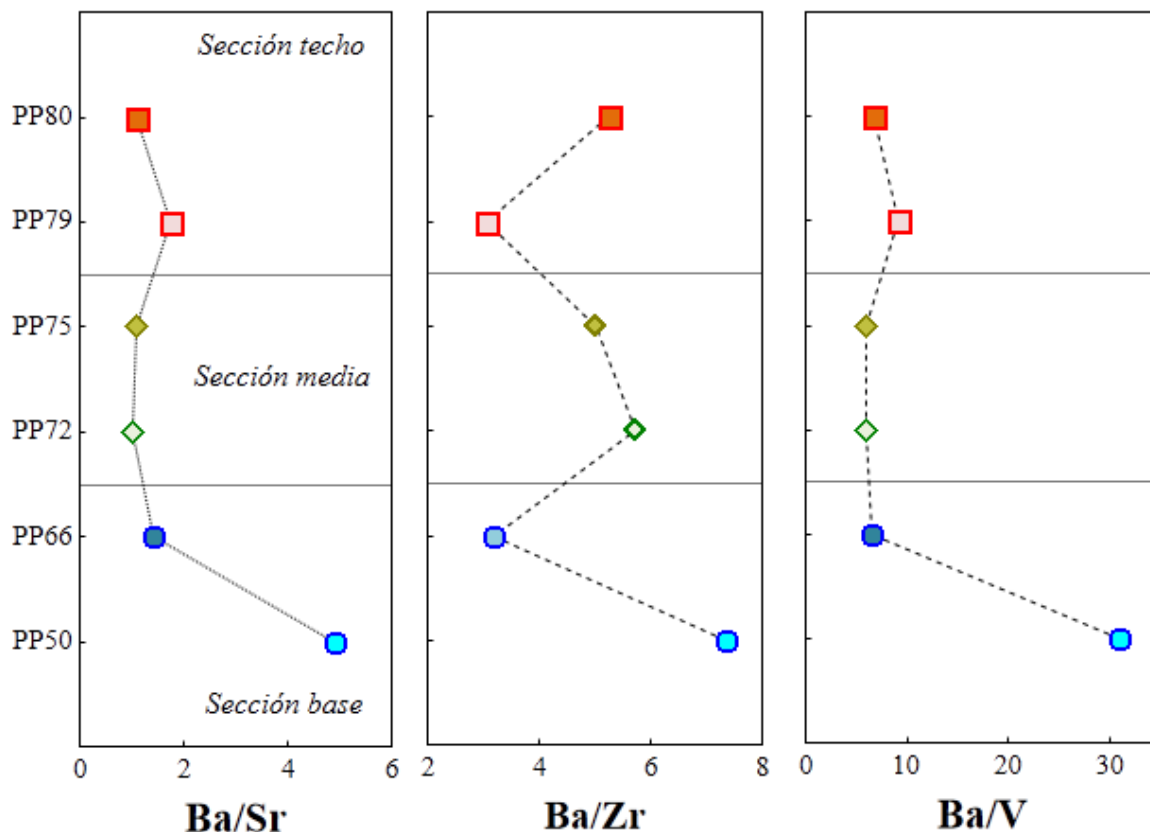 Sección techo
PP80
PP79
PP75
Sección media
PP72
PP66
PP50
Sección base
0 2 4 6 2 4 6 8 0 10 20 30
Ba/Sr Ba/Zr Ba/V